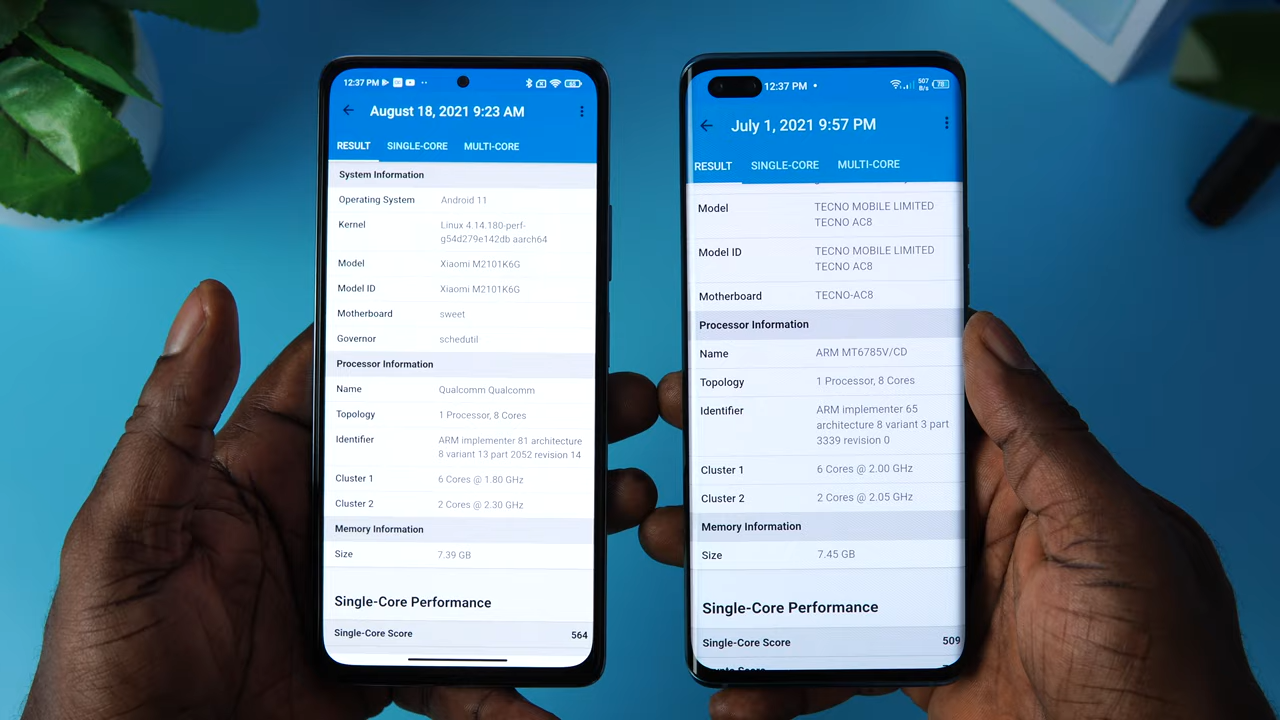 12:37 PM
August 18, 2021 9:23 AM
RESULT SINGLE-CORE MULTI-CORE
System Information
Operating System Android 11
Kernel Linux 4.14.180-perf-
g54d279e142db aarch64
Model Xiaomi M2101K6G
Model ID Xiaomi M2101K6G
Motherboard sweet
Governor schedutil
Processor Information
Name Qualcomm Qualcomm
Topology 1 Processor, 8 Cores
Identifier ARM implementer 81 architecture
8 variant 13 part 2052 revision 14
Cluster 1 6 Cores @ 1.80 GHz
Cluster 2 2 Cores @ 2.30 GHz
Memory Information
Size 7.39 GB
Single-Core Performance
Single-Core Score 564
12:37 PM 507 B/s 78
July 1, 2021 9:57 PM
RESULT SINGLE-CORE MULTI-CORE
Model TECNO MOBILE LIMITED
TECNO AC8
Model ID TECNO MOBILE LIMITED
TECNO AC8
Motherboard TECNO-AC8
Processor Information
Name ARM MT6785V/CD
Topology 1 Processor, 8 Cores
Identifier ARM implementer 65
architecture 8 variant 3 part
3339 revision 0
Cluster 1 6 Cores @ 2.00 GHz
Cluster 2 2 Cores @ 2.05 GHz
Memory Information
Size 7.45 GB
Single-Core Performance
Single-Core Score 509